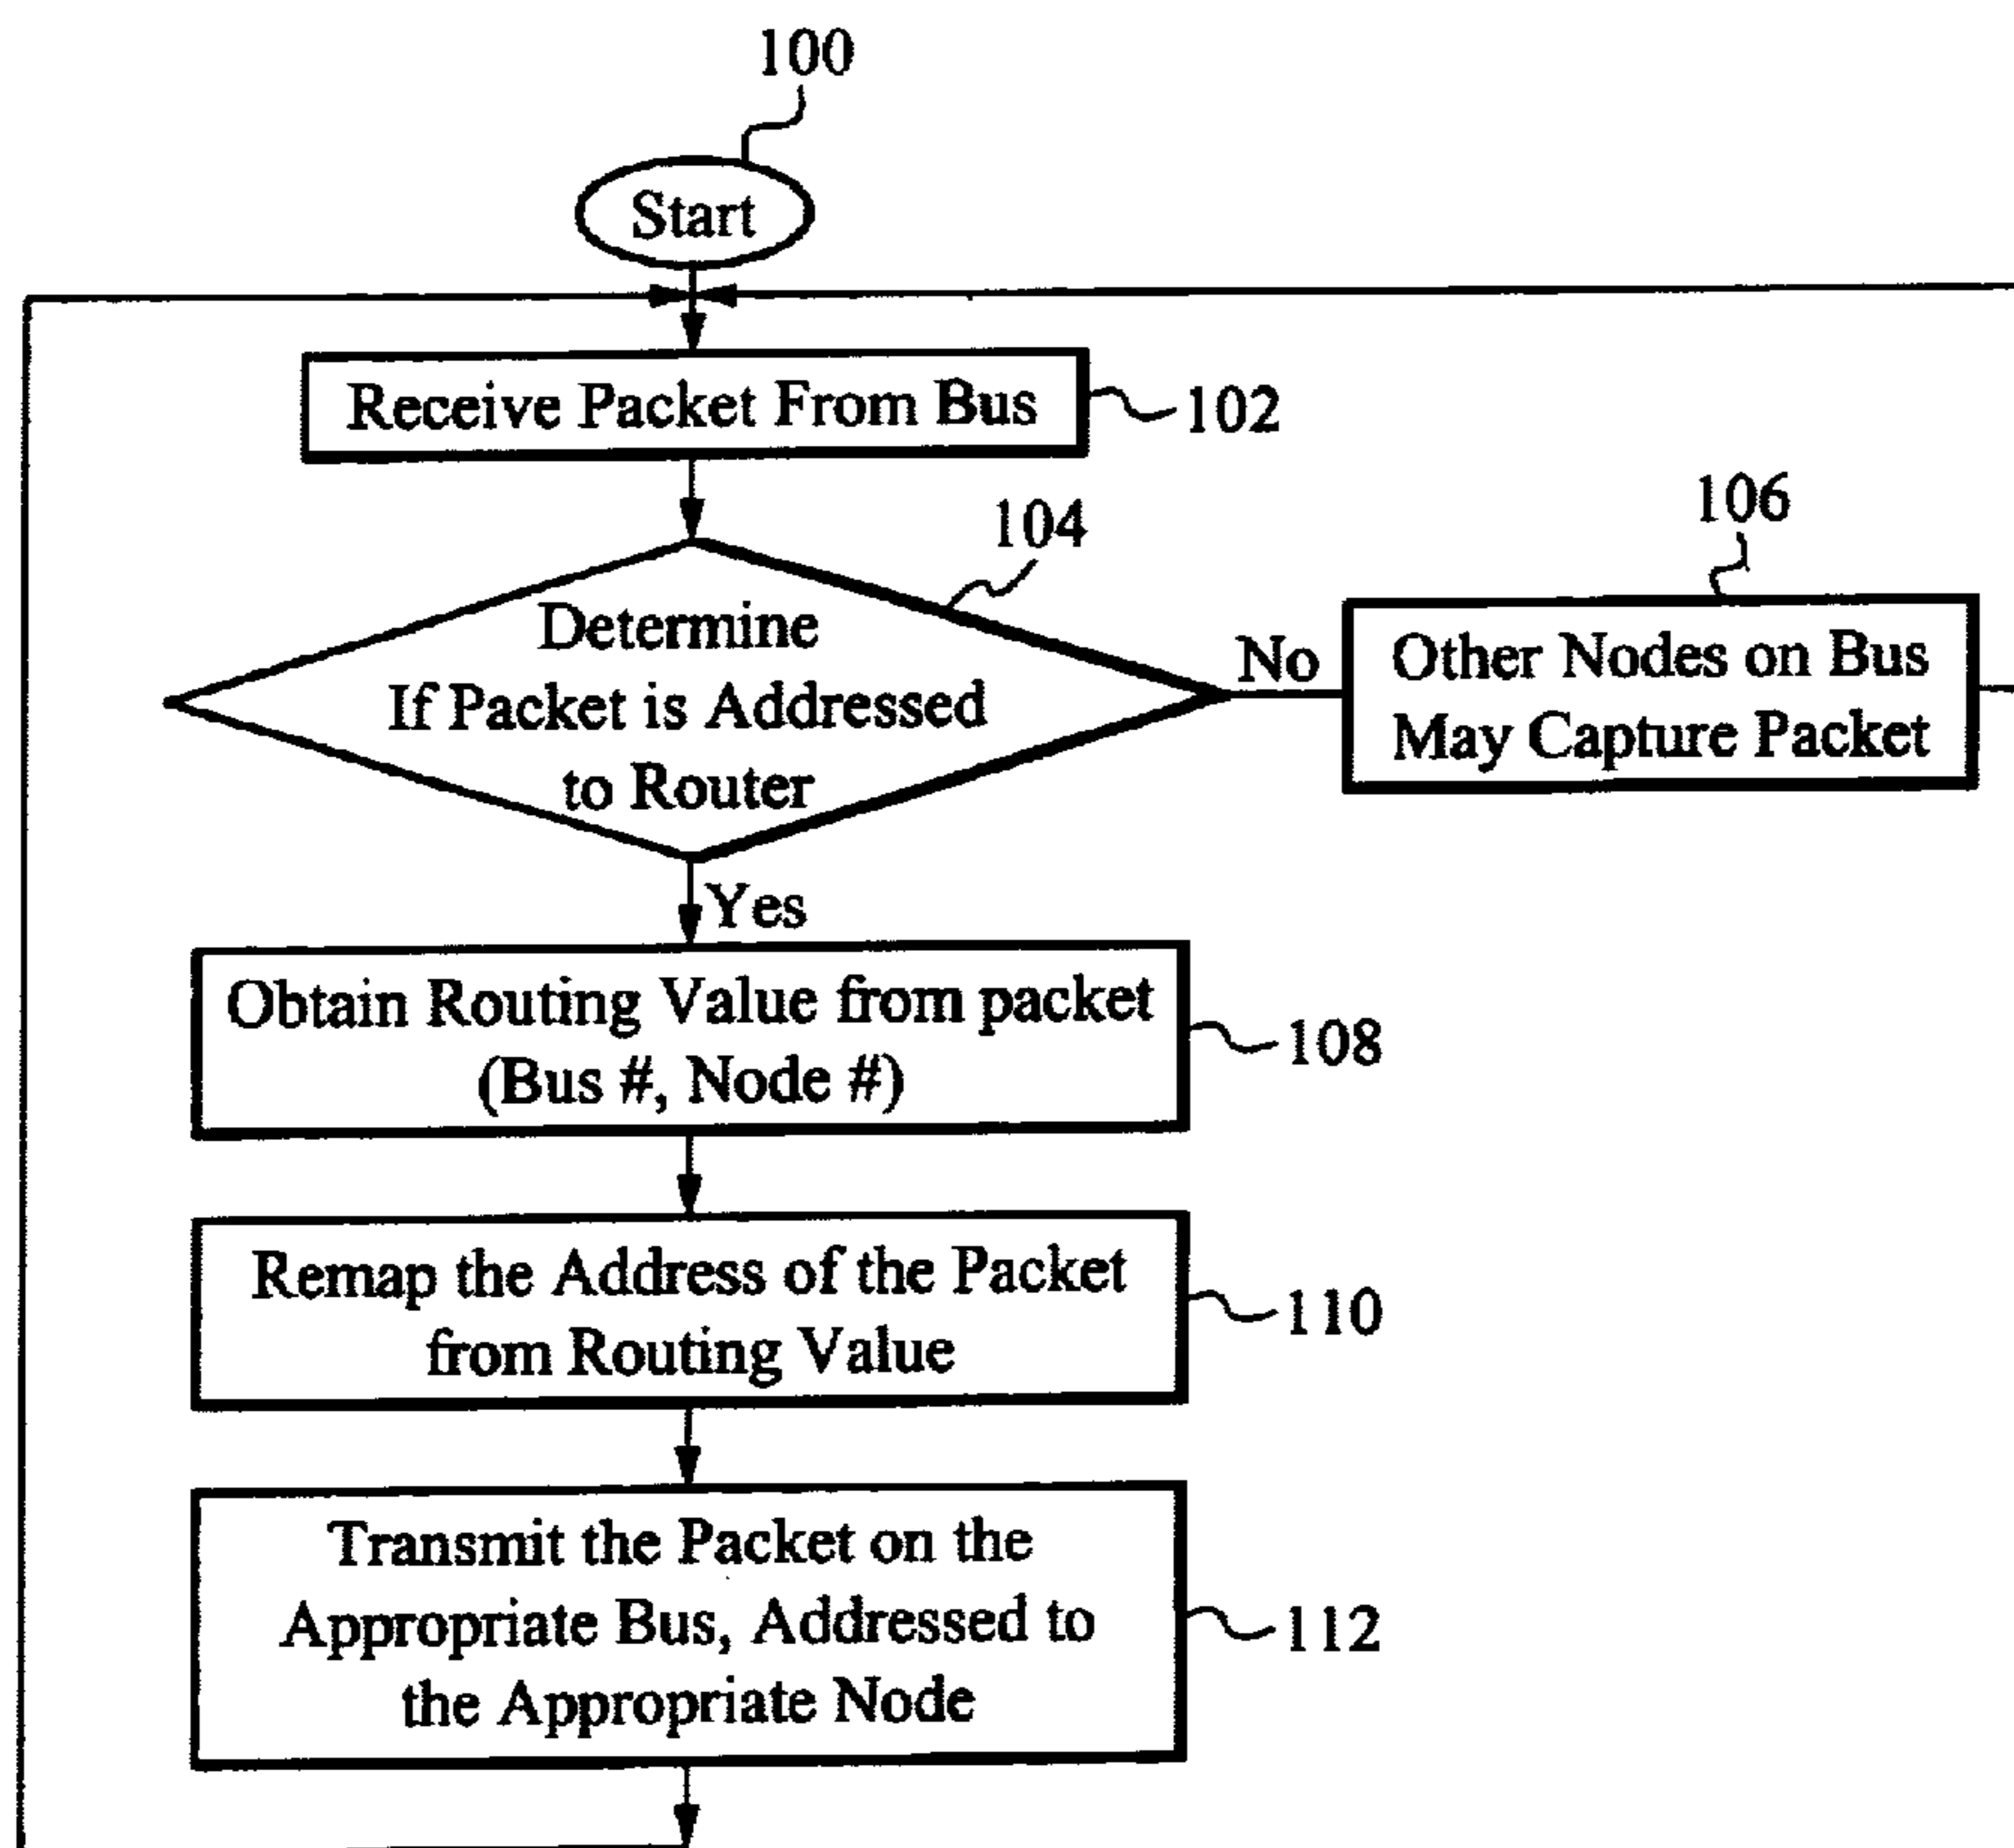 100
Start
Receive Packet From Bus
102
104
Determine
If Packet is Addressed
to Router
No
106
Other Nodes on Bus
May Capture Packet
Yes
Obtain Routing Value from packet
(Bus #, Node #)
108
Remap the Address of the Packet
from Routing Value
110
Transmit the Packet on the
Appropriate Bus, Addressed to
the Appropriate Node
112